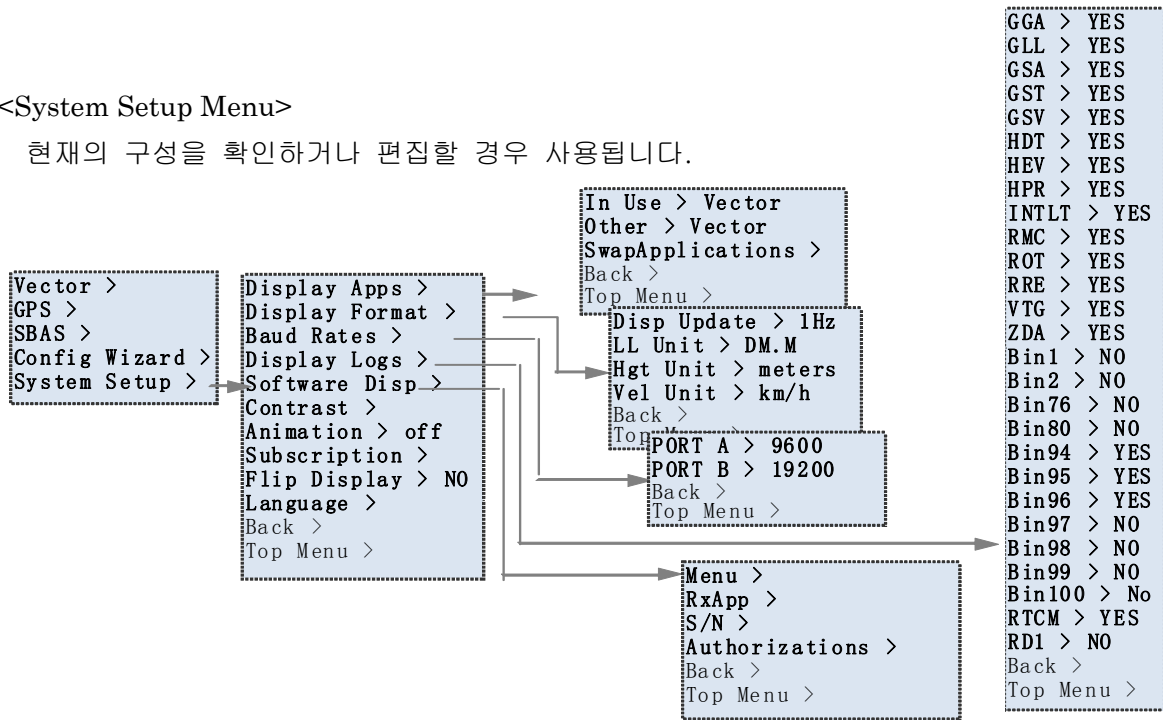 <System Setup Menu>
현재의 구성을 확인하거나 편집할 경우 사용됩니다.
Vector >
GPS >
SBAS >
Config Wizard >
System Setup >
Display Apps >
Display Format >
Baud Rates >
Display Logs >
Software Disp >
Contrast >
Animation > off
Subscription >
Flip Display > NO
Language >
Back >
Top Menu >
In Use > Vector
Other > Vector
SwapApplications >
Back >
Top Menu >
Disp Update > 1Hz
LL Unit > DM.M
Hgt Unit > meters
Vel Unit > km/h
Back >
Top
PORT A > 9600
PORT B > 19200
Back >
Top Menu >
Menu >
RxApp >
S/N >
Authorizations >
Back >
Top Menu >
GGA > YES
GLL > YES
GSA > YES
GST > YES
GSV > YES
HDT > YES
HEV > YES
HPR > YES
INTLT > YES
RMC > YES
ROT > YES
RRE > YES
VTG > YES
ZDA > YES
Bin1 > NO
Bin2 > NO
Bin76 > NO
Bin80 > NO
Bin94 > YES
Bin95 > YES
Bin96 > YES
Bin97 > NO
Bin98 > NO
Bin99 > NO
Bin100 > No
RTCM > YES
RD1 > NO
Back >
Top Menu >